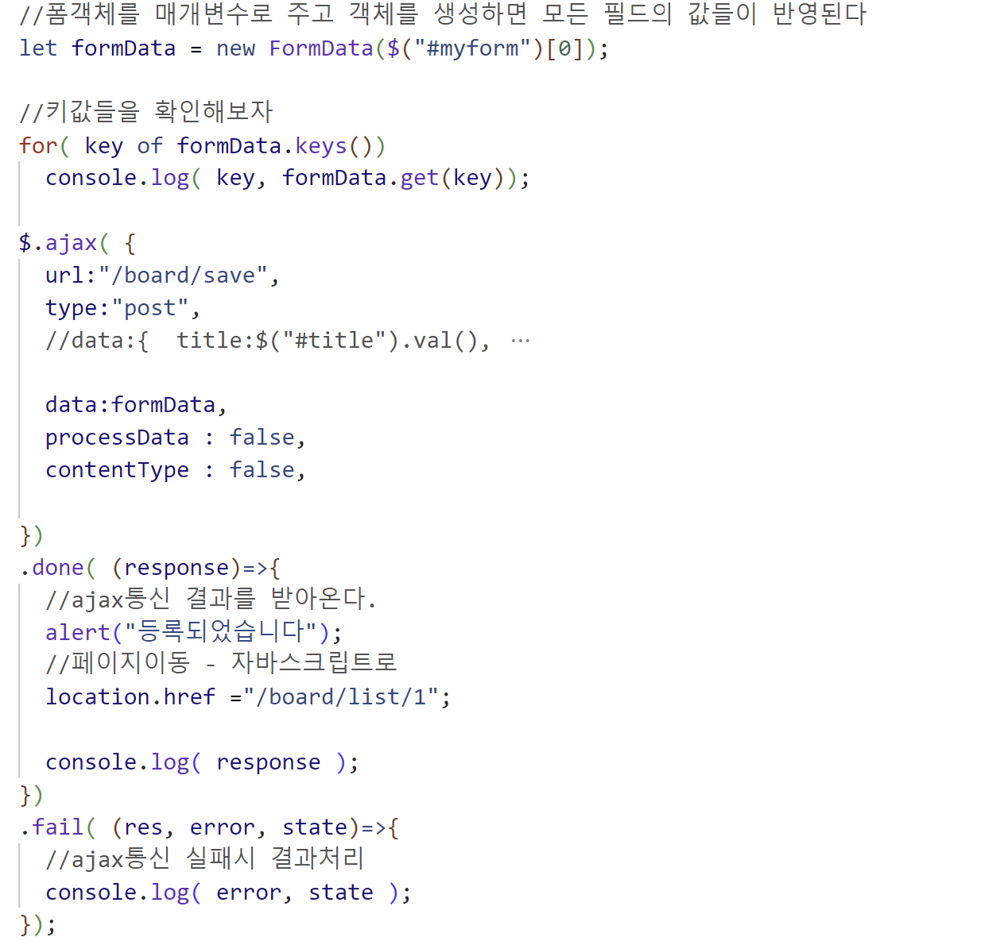 //폼객체를 매개변수로 주고 객체를 생성하면 모든 필드의 값들이 반영된다
let formData = new FormData($("#myform")[0]);
//키값들을 확인해보자
for( key of formData.keys())
console.log( key, formData.get(key));
$.ajax( {
url:"/board/save",
type:"post",
//data:{  title:$("#title").val(), ⋯
data:formData,
processData : false,
contentType : false,
})
.done( (response)=>{
//ajax통신 결과를 받아온다.
alert("등록되었습니다");
//페이지이동 - 자바스크립트로
location.href ="/board/list/1";
console.log( response );
})
.fail( (res, error, state)=>{
//ajax통신 실패시 결과처리
console.log( error, state );
});